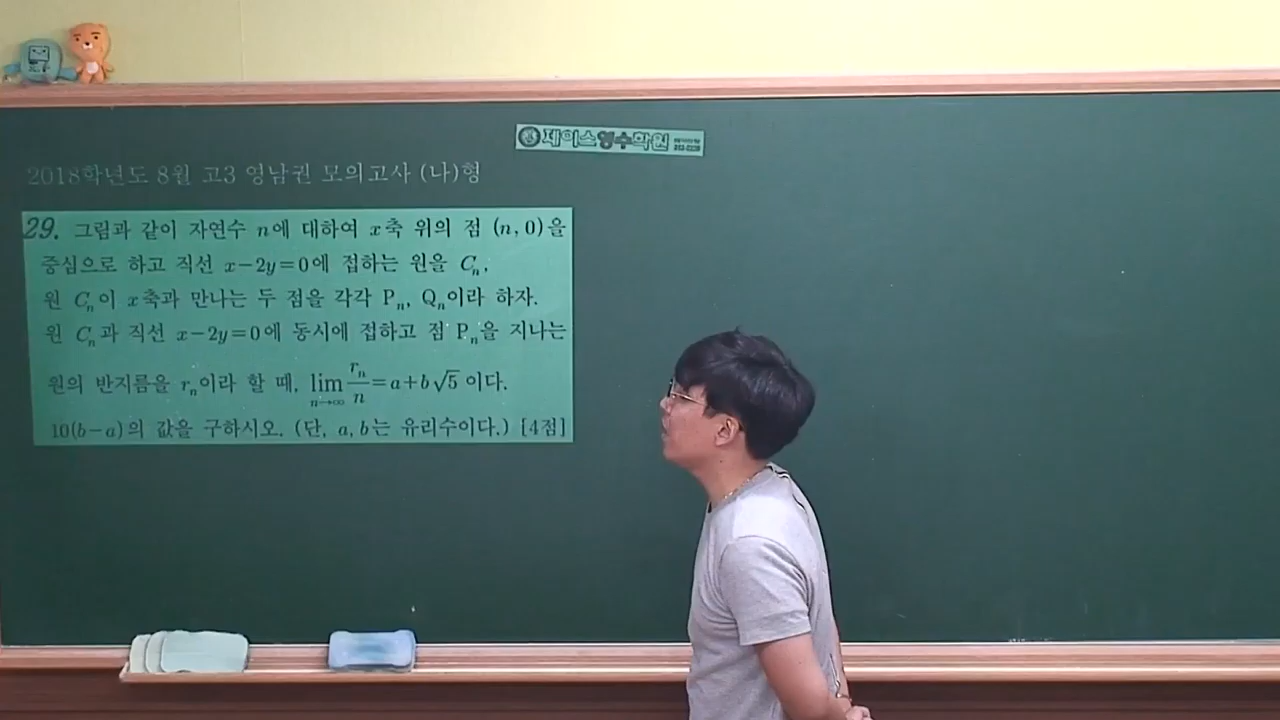 제이스영수학원
2018학년도 8월 고3 영남권 모의고사 (나)형
29. 그림과 같이 자연수 n에 대하여 x축 위의 점 (n, 0)을
중심으로 하고 직선 x-2y=0에 접하는 원을 Cₙ,
원 Cₙ이 x축과 만나는 두 점을 각각 Pₙ, Qₙ이라 하자.
원 Cₙ과 직선 x-2y=0에 동시에 접하고 점 Pₙ을 지나는
원의 반지름을 rₙ이라 할 때, lim n→∞ rₙ/n = a+b√5 이다.
10(b-a)의 값을 구하시오. (단, a, b는 유리수이다.) [4점]